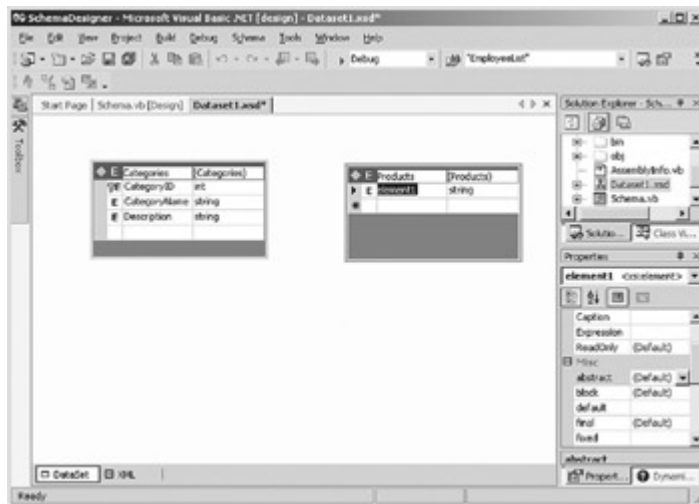 SchemaDesigner - Microsoft Visual Basic .NET [design] - Dataset1.xsd*
File Edit View Project Build Debug Schema Tools Window Help
Debug
"EmployeeList"
Start Page Schema.vb [Design] Dataset1.xsd*
Toolbox
E Categories (Categories)
CategoryID int
E CategoryName string
E Description string
E Products (Products)
E element1 string
DataSet XML
Ready
Solution Explorer - Sch...
bin
obj
AssemblyInfo.vb
Dataset1.xsd
Schema.vb
Solutio... Class Vi...
Properties
element1 <xs:element>
Caption
Expression
ReadOnly (Default)
Misc
abstract (Default)
block (Default)
default
final (Default)
fixed
abstract
Propert... Dynami...